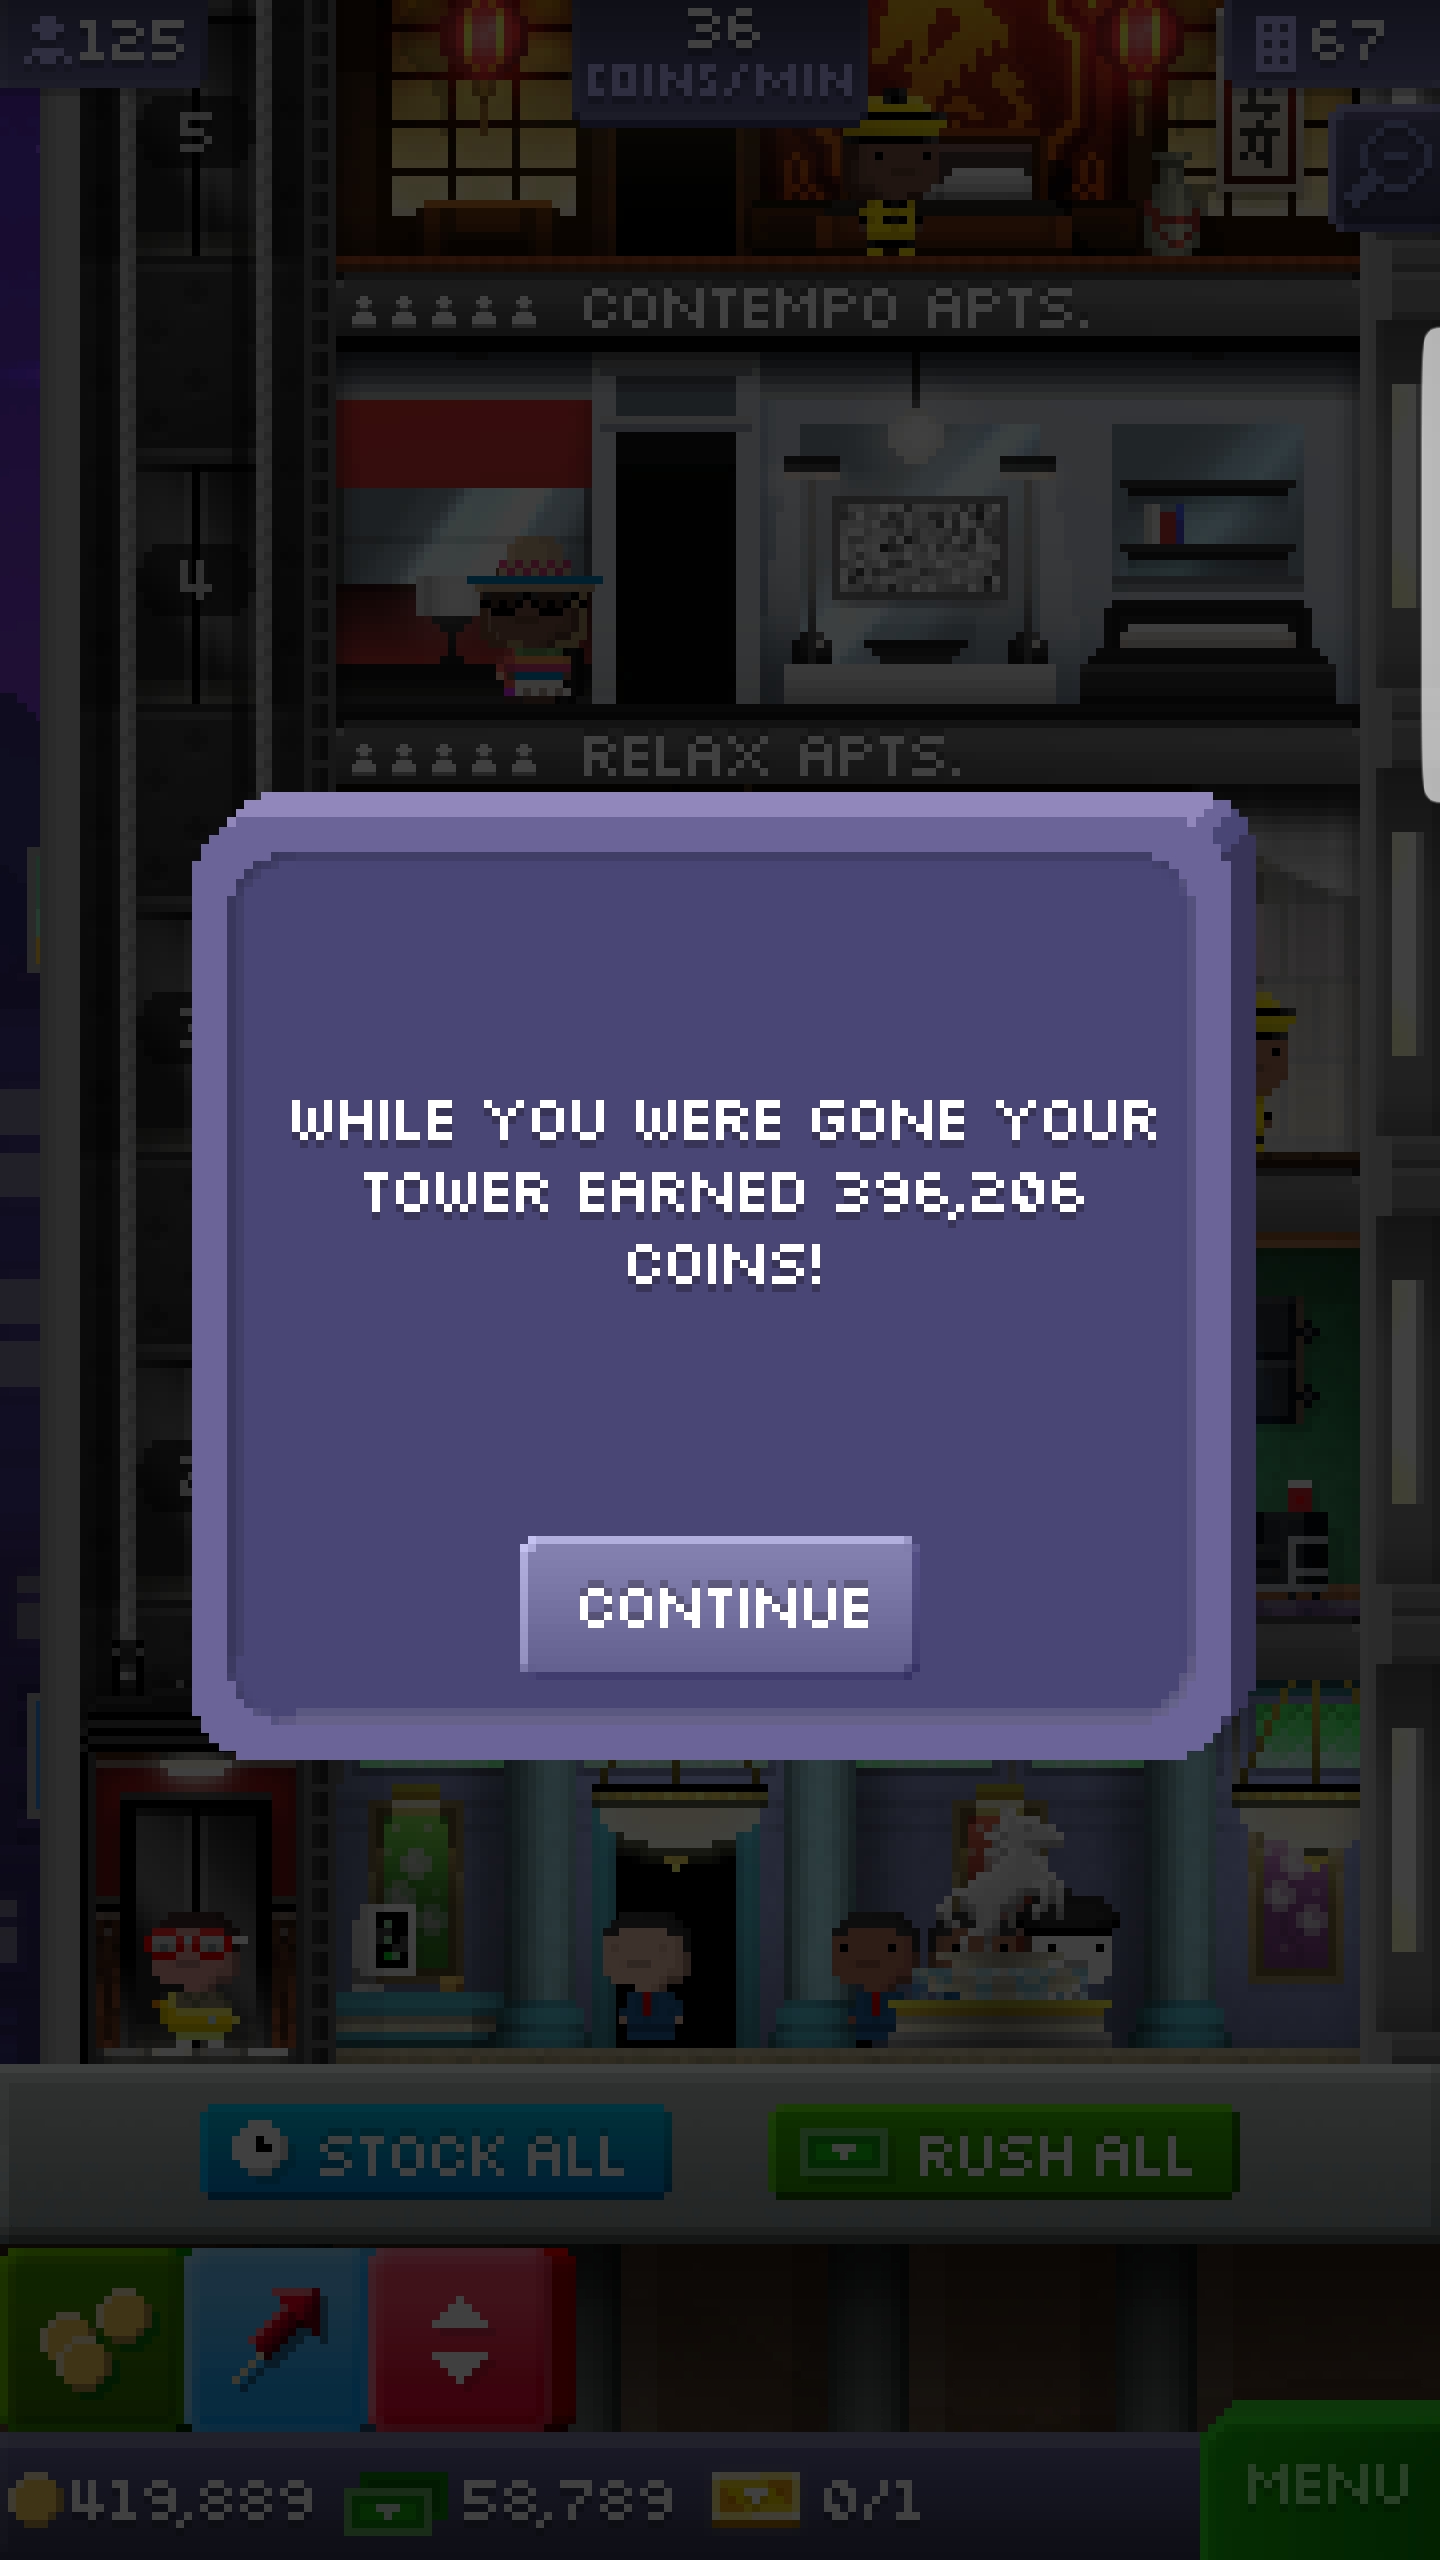 125
36
COINS/MIN
67
5
CONTEMPO APTS.
4
RELAX APTS.
WHILE YOU WERE GONE YOUR
TOWER EARNED 396,206
COINS!
CONTINUE
STOCK ALL
RUSH ALL
419,889
58,789
0/1
MENU